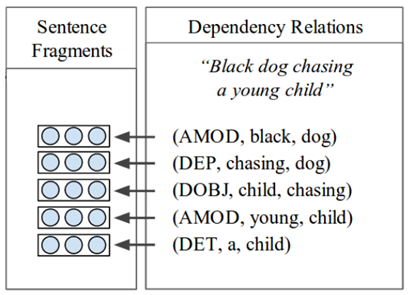 Sentence
Fragments
Dependency Relations
“Black dog chasing
a young child”
(AMOD, black, dog)
(DEP, chasing, dog)
(DOBJ, child, chasing)
(AMOD, young, child)
(DET, a, child)